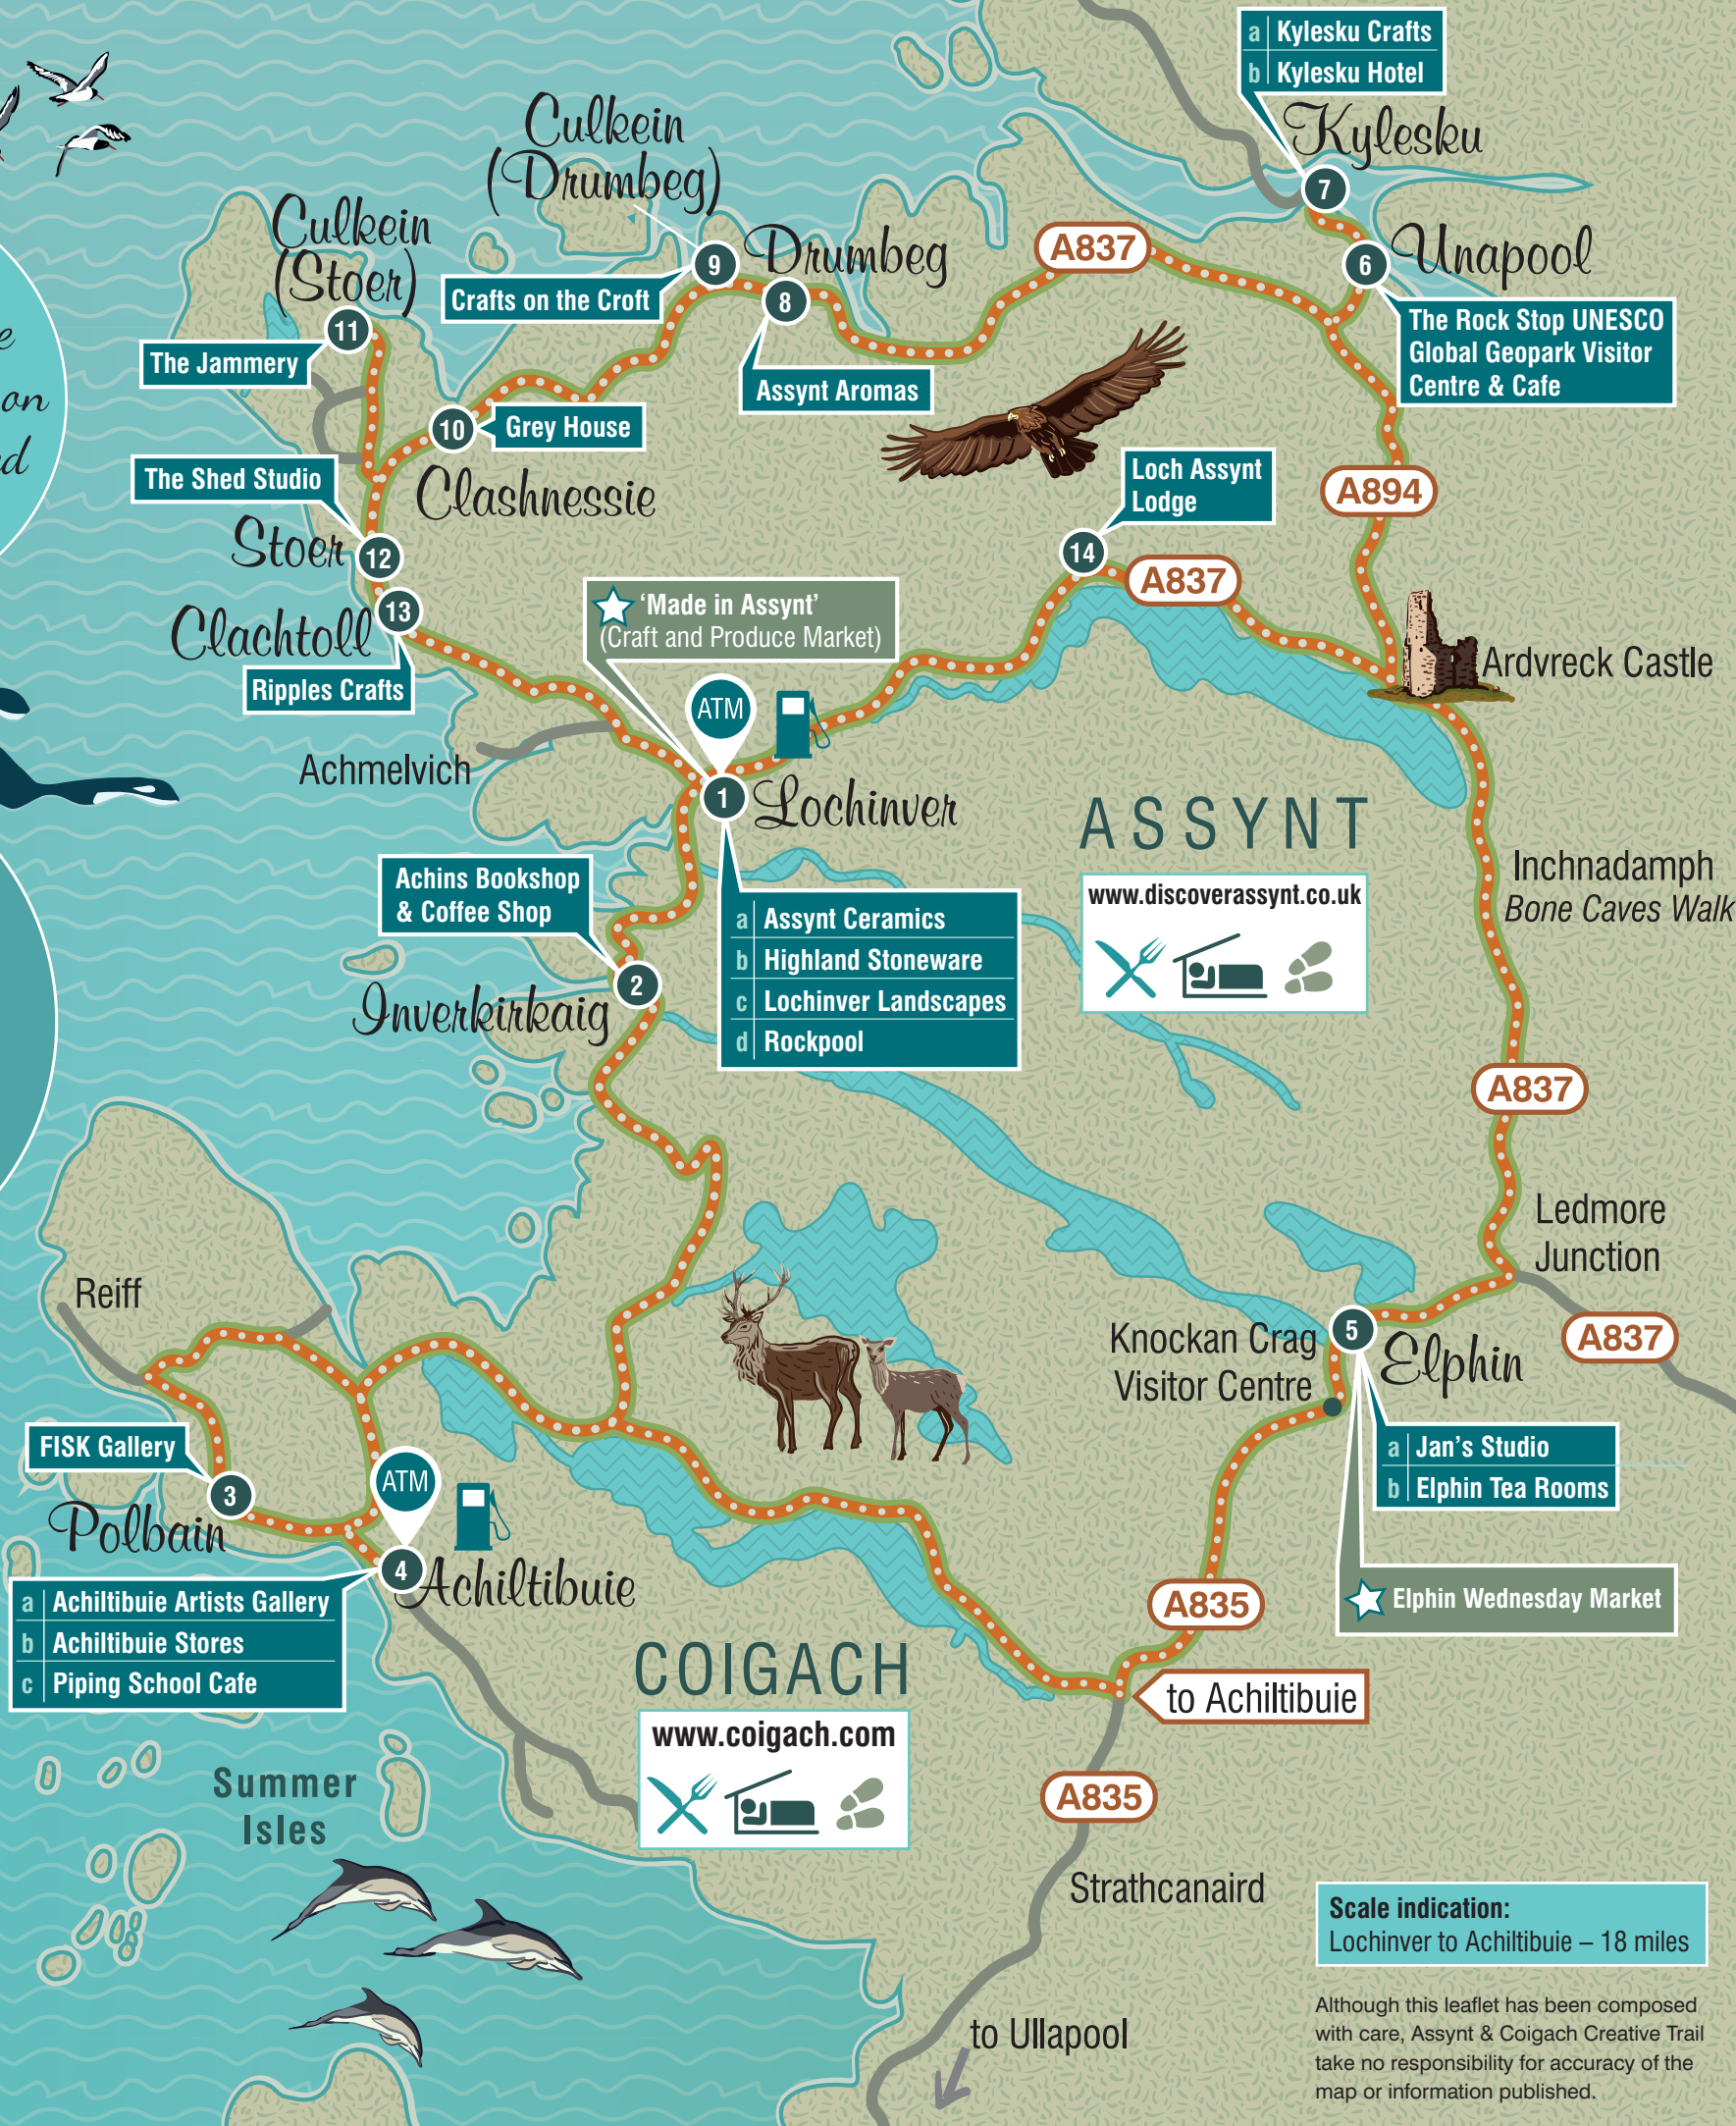 a Kylesku Crafts
b Kylesku Hotel
Kylesku
7
Culkein
(Drumbeg)
Culkein
(Stoer)
9
Drumbeg
A837
6
Unapool
Crafts on the Croft
8
11
The Jammery
The Rock Stop UNESCO
Global Geopark Visitor
Centre & Cafe
Assynt Aromas
on
10
Grey House
The Shed Studio
Clashnessie
Loch Assynt
Lodge
A894
Stoer
12
14
A837
13
Clachtoll
'Made in Assynt'
(Craft and Produce Market)
Ripples Crafts
Ardvreck Castle
ATM
Achmelvich
1
Lochinver
ASSYNT
www.discoverassynt.co.uk
Inchnadamph
Bone Caves Walk
Achins Bookshop
& Coffee Shop
a Assynt Ceramics
b Highland Stoneware
c Lochinver Landscapes
d Rockpool
2
Inverkirkaig
A837
Ledmore
Junction
Reiff
A837
5
Elphin
Knockan Crag
Visitor Centre
FISK Gallery
a Jan's Studio
b Elphin Tea Rooms
ATM
3
Polbain
4
Achiltibuie
a Achiltibuie Artists Gallery
b Achiltibuie Stores
c Piping School Cafe
A835
Elphin Wednesday Market
COIGACH
to Achiltibuie
www.coigach.com
A835
Summer
Isles
Strathcanaird
Scale indication:
Lochinver to Achiltibuie – 18 miles
to Ullapool
Although this leaflet has been composed
with care, Assynt & Coigach Creative Trail
take no responsibility for accuracy of the
map or information published.